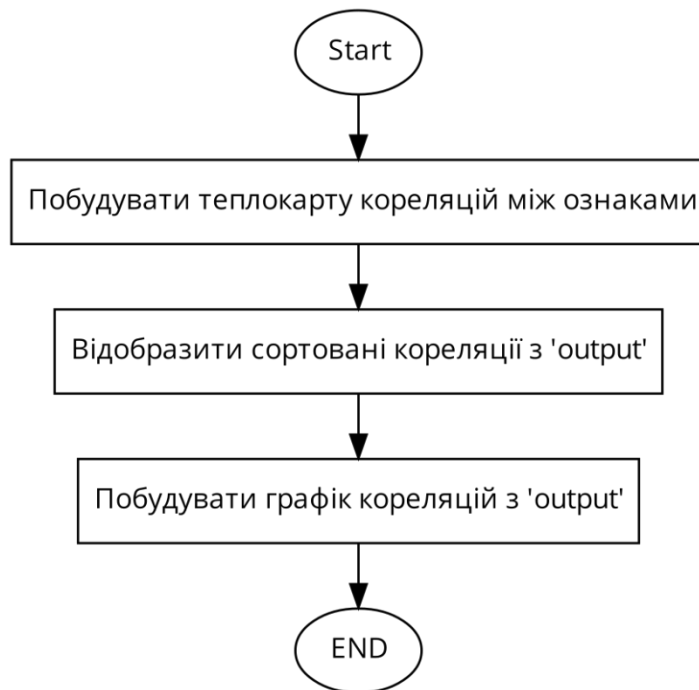 Start
Побудувати теплокарту кореляцій між ознаками
Відобразити сортовані кореляції з 'output'
Побудувати графік кореляцій з 'output'
END